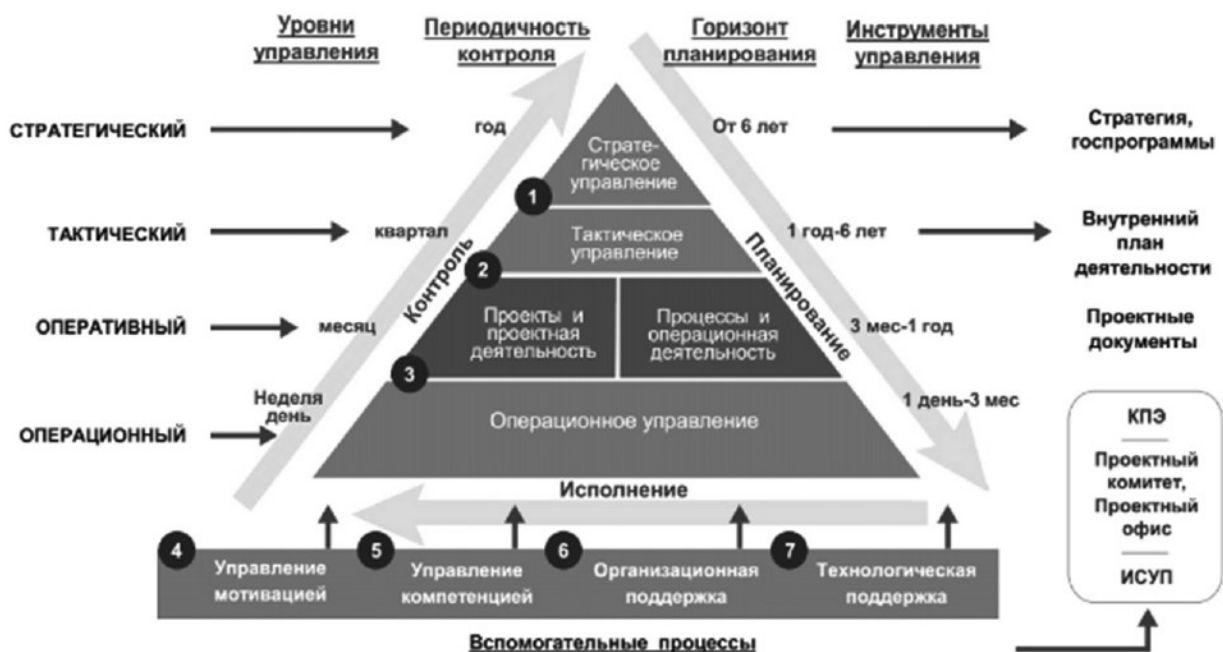 Уровни
управления
Периодичность
контроля
Горизонт
планирования
Инструменты
управления
СТРАТЕГИЧЕСКИЙ
год
Страте-
гическое
управление
От 6 лет
Стратегия,
госпрограммы
1
ТАКТИЧЕСКИЙ
квартал
Тактическое
управление
1 год-6 лет
Внутренний
план
деятельности
2
Контроль
Планирование
ОПЕРАТИВНЫЙ
месяц
Проекты и
проектная
деятельность
Процессы и
операционная
деятельность
3 мес-1 год
Проектные
документы
3
ОПЕРАЦИОННЫЙ
Неделя
день
Операционное управление
1 день-3 мес
КПЭ
Проектный
комитет,
Проектный
офис
ИСУП
Исполнение
4
Управление
мотивацией
5
Управление
компетенцией
6
Организационная
поддержка
7
Технологическая
поддержка
Вспомогательные процессы